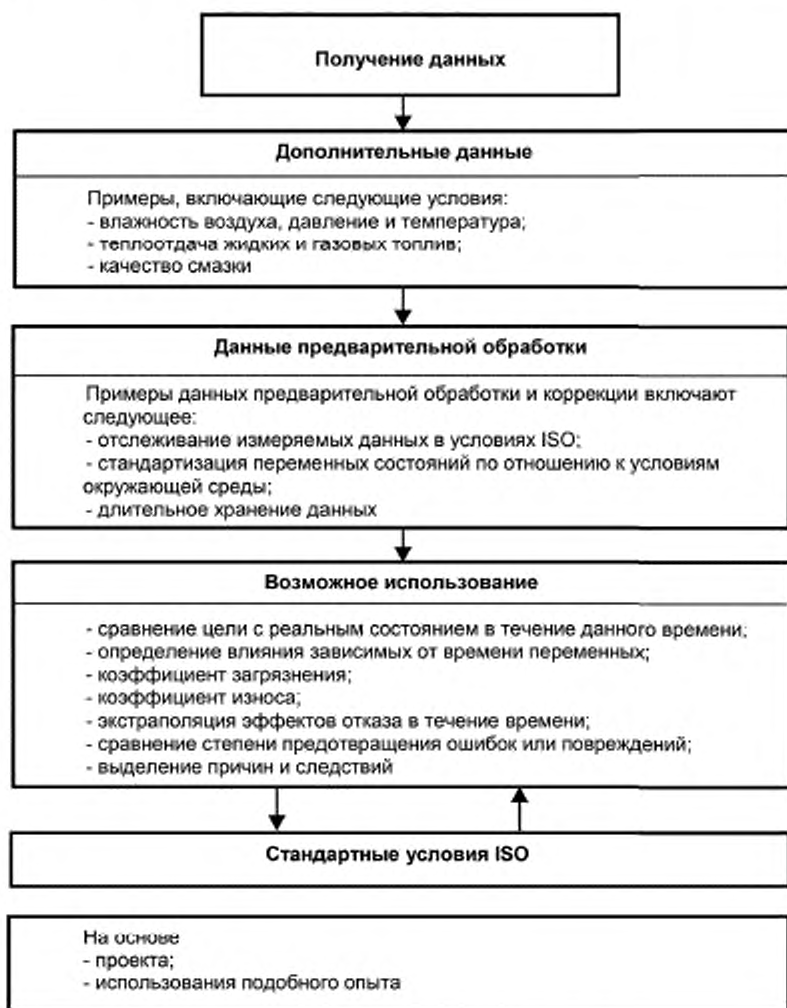 Получение данных
Дополнительные данные
Примеры, включающие следующие условия:
- влажность воздуха, давление и температура;
- теплоотдача жидких и газовых топлив;
- качество смазки
Данные предварительной обработки
Примеры данных предварительной обработки и коррекции включают
следующее:
- отслеживание измеряемых данных в условиях ISO;
- стандартизация переменных состояний по отношению к условиям
окружающей среды;
- длительное хранение данных
Возможное использование
- сравнение цели с реальным состоянием в течение данного времени;
- определение влияния зависимых от времени переменных;
- коэффициент загрязнения;
- коэффициент износа;
- экстраполяция эффектов отказа в течение времени;
- сравнение степени предотвращения ошибок или повреждений;
- выделение причин и следствий
Стандартные условия ISO
На основе
- проекта;
- использования подобного опыта